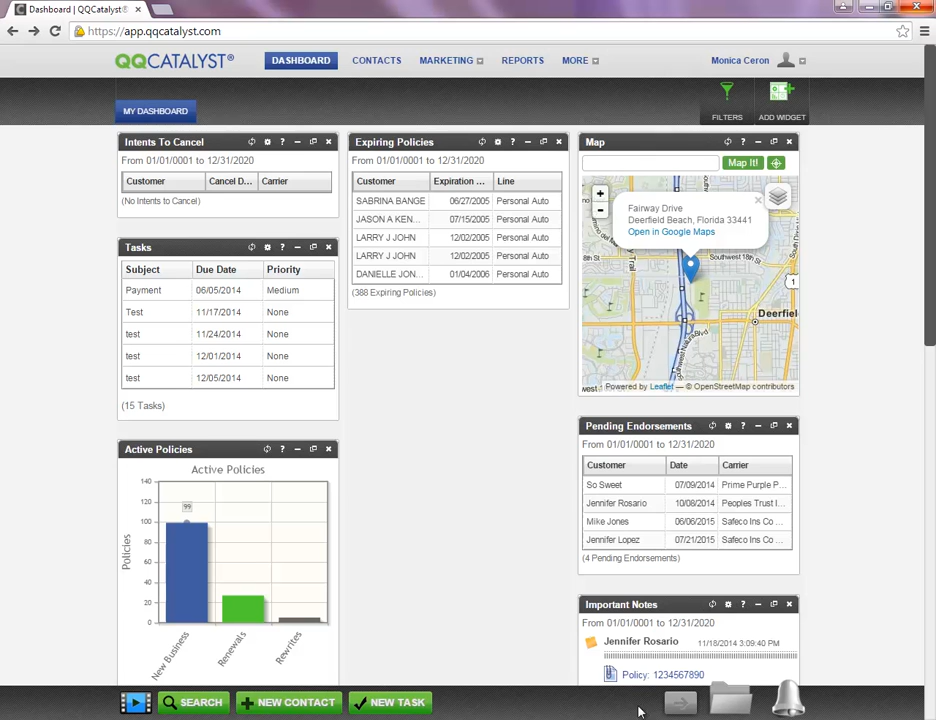 Dashboard | QQCatalyst®
https://app.qqcatalyst.com
QQCATALYST®
DASHBOARD
CONTACTS
MARKETING
REPORTS
MORE
Monica Ceron
MY DASHBOARD
FILTERS
ADD WIDGET
Intents To Cancel
From 01/01/0001 to 12/31/2020
Customer Cancel D... Carrier
(No Intents to Cancel)
Tasks
Subject Due Date Priority
Payment 06/05/2014 Medium
Test 11/17/2014 None
test 11/24/2014 None
test 12/01/2014 None
test 12/05/2014 None
(15 Tasks)
Active Policies
Active Policies
140
120
100
80
60
40
20
0
99
Policies
New Business
Renewals
Rewrites
Expiring Policies
From 01/01/0001 to 12/31/2020
Customer Expiration ... Line
SABRINA BANGE 06/27/2005 Personal Auto
JASON A KEN... 07/15/2005 Personal Auto
LARRY J JOHN 12/02/2005 Personal Auto
LARRY J JOHN 12/02/2005 Personal Auto
DANIELLE JON... 01/04/2006 Personal Auto
(388 Expiring Policies)
Map
Map It!
Fairway Drive
Deerfield Beach, Florida 33441
Open in Google Maps
Southwest 18th St
1
Deerfiel
Powered by Leaflet — © OpenStreetMap contributors
Pending Endorsements
From 01/01/0001 to 12/31/2020
Customer Date Carrier
So Sweet 07/09/2014 Prime Purple P...
Jennifer Rosario 10/08/2014 Peoples Trust I...
Mike Jones 06/06/2015 Safeco Ins Co ...
Jennifer Lopez 07/21/2015 Safeco Ins Co ...
(4 Pending Endorsements)
Important Notes
From 01/01/0001 to 12/31/2020
Jennifer Rosario 11/18/2014 3:09:40 PM
Policy: 1234567890
SEARCH
NEW CONTACT
NEW TASK